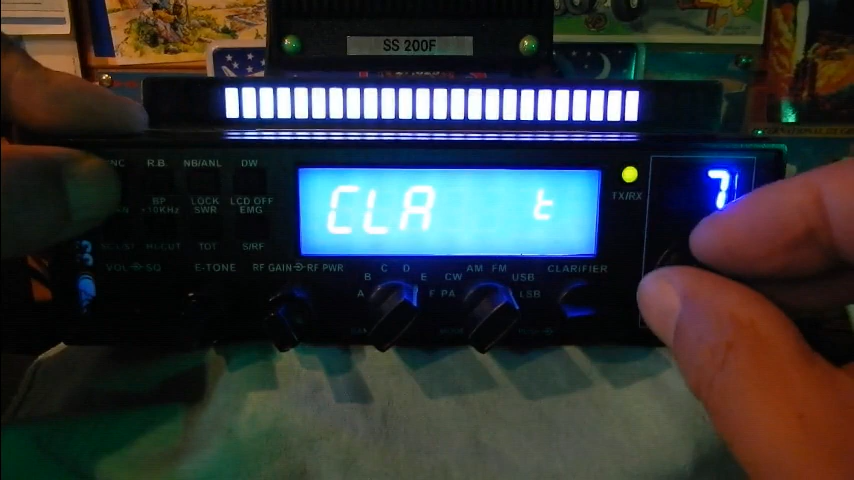 SS 200F
R.B NB/ANL DW
BP LOCK LCD OFF
+10KHz SWR EMG
CLA t
7
TX/RX
TOT S/RF
VOL SQ E-TONE RF GAIN RF PWR
A B C D E F
PA CW AM FM USB LSB
CLARIFIER